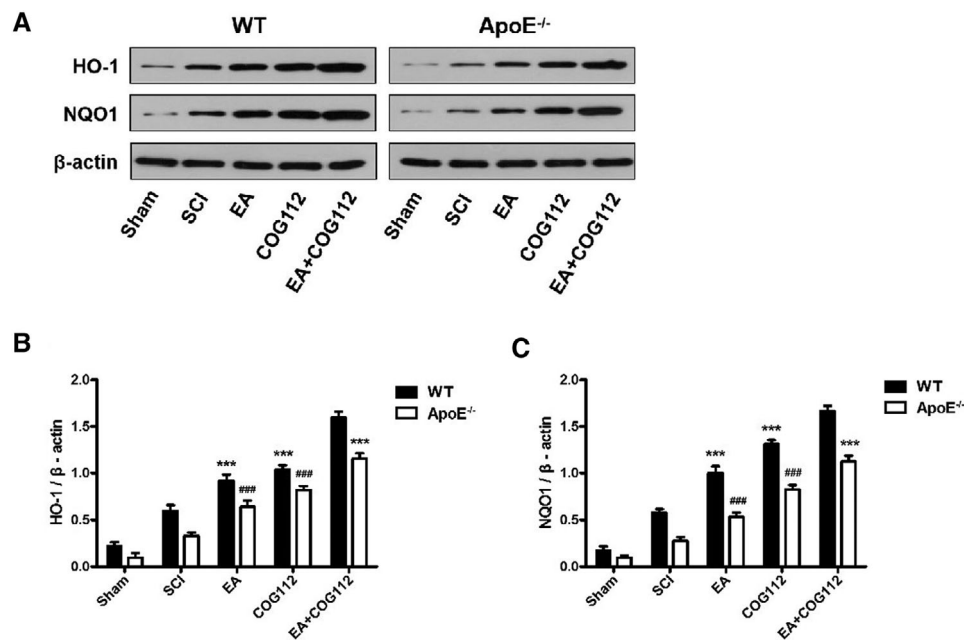 A
WT
ApoE-/-
HO-1
NQO1
β-actin
Sham
SCI
EA
COG112
EA+COG112
Sham
SCI
EA
COG112
EA+COG112
B
HO-1 / β - actin
2.0
1.5
1.0
0.5
0.0
WT
ApoE-/-
***
###
***
###
***
Sham
SCI
EA
COG112
EA+COG112
C
NQO1 / β - actin
2.0
1.5
1.0
0.5
0.0
WT
ApoE-/-
***
###
***
###
***
Sham
SCI
EA
COG112
EA+COG112